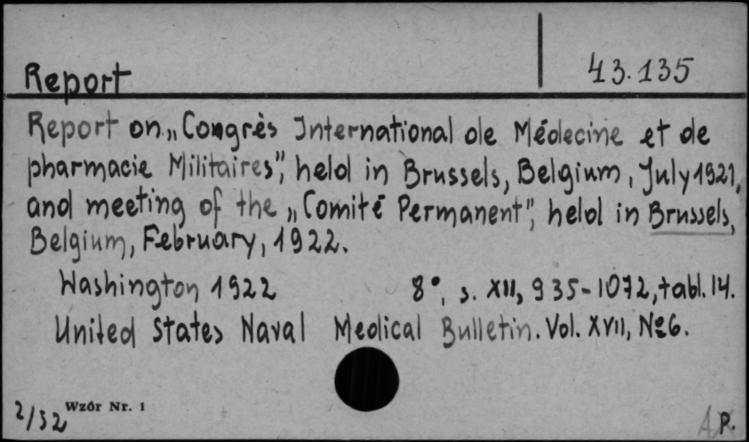 Report 43.135
Report on „Congrès International de Médecine et de
pharmacie Militaires", held in Brussels, Belgium, July 1921,
and meeting of the „Comité Permanent", held in Brussels,
Belgium, February, 1922.
Washington 1922 8°, s. XII, 935-1072, tabl. 14.
United States Naval Medical Bulletin. Vol. XVII, № 6.
2/32 Wzór Nr. 1
P.